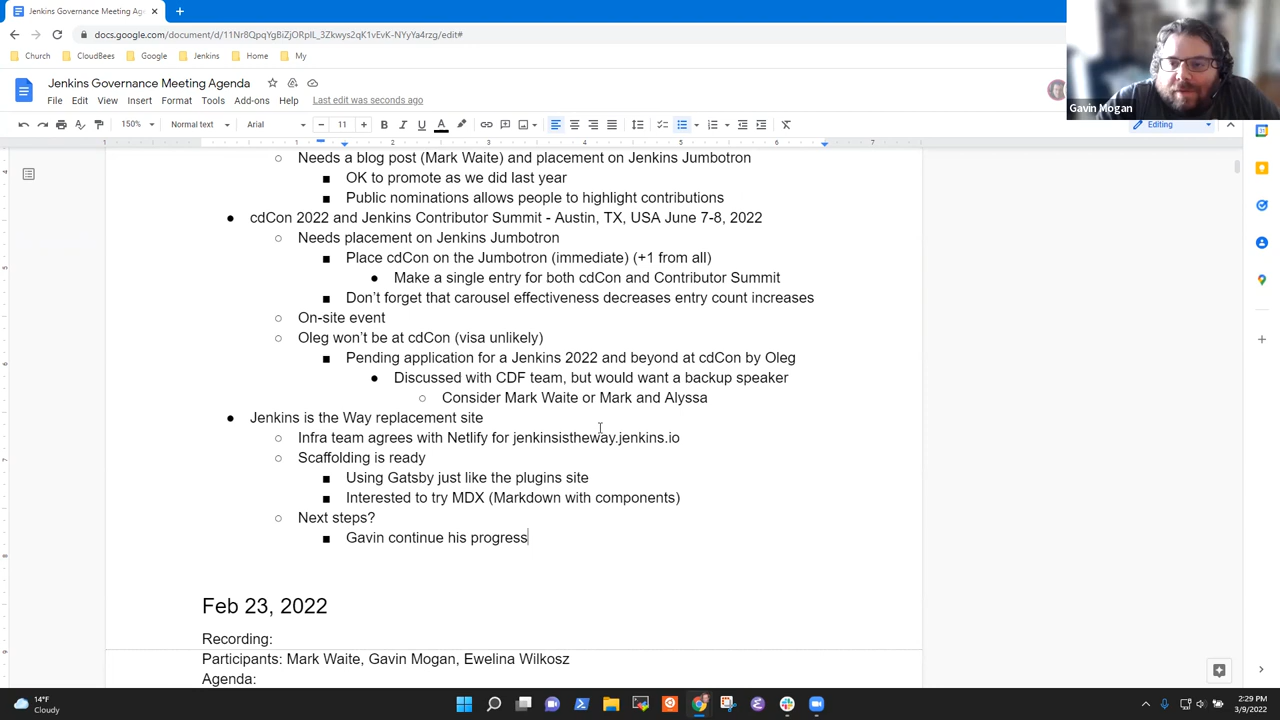 Jenkins Governance Meeting Ag
docs.google.com/document/d/11Nr8QpqYgBiZjORpIL_3Zkwys2qK1vEvK-NYyYa4rzg/edit#
Church CloudBees Google Jenkins Home My
Jenkins Governance Meeting Agenda
File Edit View Insert Format Tools Add-ons Help Last edit was seconds ago
Gavin Mogan
150% Normal text Arial 11 Editing
1 1 2 3 4 5 6 7
Needs a blog post (Mark Waite) and placement on Jenkins Jumbotron
OK to promote as we did last year
Public nominations allows people to highlight contributions
cdCon 2022 and Jenkins Contributor Summit - Austin, TX, USA June 7-8, 2022
Needs placement on Jenkins Jumbotron
Place cdCon on the Jumbotron (immediate) (+1 from all)
Make a single entry for both cdCon and Contributor Summit
Don't forget that carousel effectiveness decreases entry count increases
On-site event
Oleg won't be at cdCon (visa unlikely)
Pending application for a Jenkins 2022 and beyond at cdCon by Oleg
Discussed with CDF team, but would want a backup speaker
Consider Mark Waite or Mark and Alyssa
Jenkins is the Way replacement site
Infra team agrees with Netlify for jenkinsistheway.jenkins.io
Scaffolding is ready
Using Gatsby just like the plugins site
Interested to try MDX (Markdown with components)
Next steps?
Gavin continue his progress
Feb 23, 2022
Recording:
Participants: Mark Waite, Gavin Mogan, Ewelina Wilkosz
Agenda:
14°F
Cloudy
2:29 PM
3/9/2022